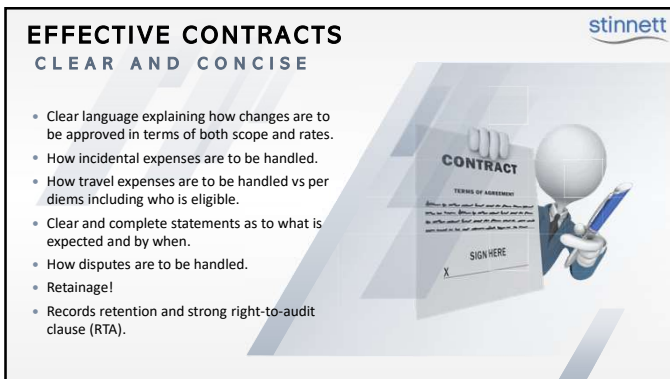 stinnett
EFFECTIVE CONTRACTS
CLEAR AND CONCISE
• Clear language explaining how changes are to
be approved in terms of both scope and rates.
• How incidental expenses are to be handled.
• How travel expenses are to be handled vs per
diems including who is eligible.
• Clear and complete statements as to what is
expected and by when.
• How disputes are to be handled.
• Retainage!
• Records retention and strong right-to-audit
clause (RTA).
CONTRACT
TERMS OF AGREEMENT
SIGN HERE
X